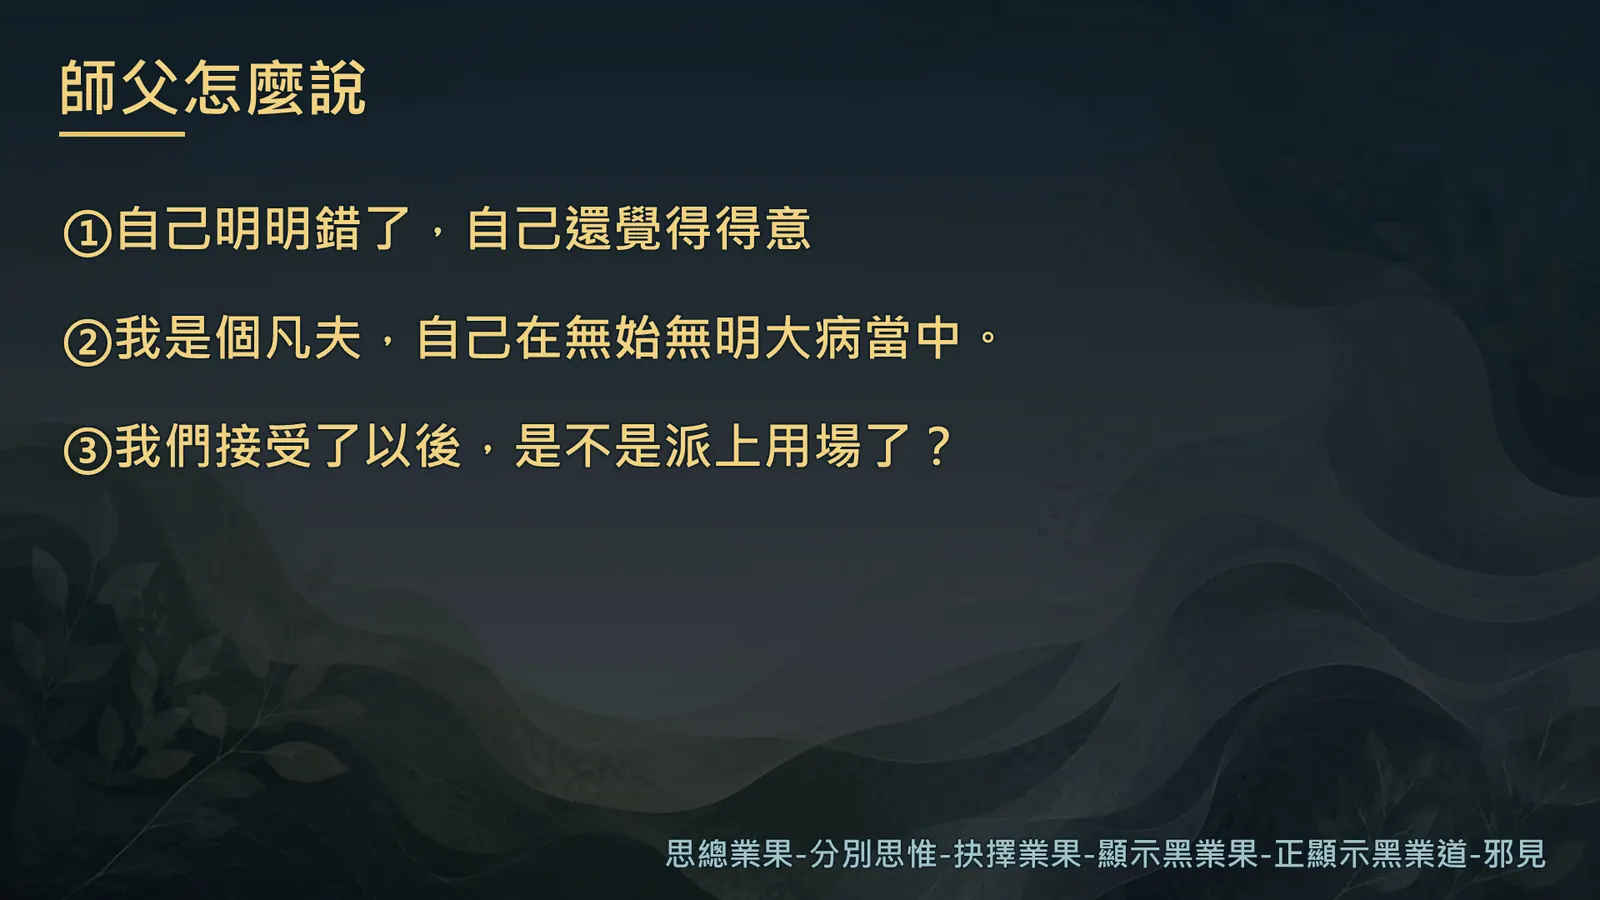 師父怎麼說
①自己明明錯了，自己還覺得得意
②我是個凡夫，自己在無始無明大病當中。
③我們接受了以後，是不是派上用場了？
思總業果-分別思惟-抉擇業果-顯示黑業果-正顯示黑業道-邪見